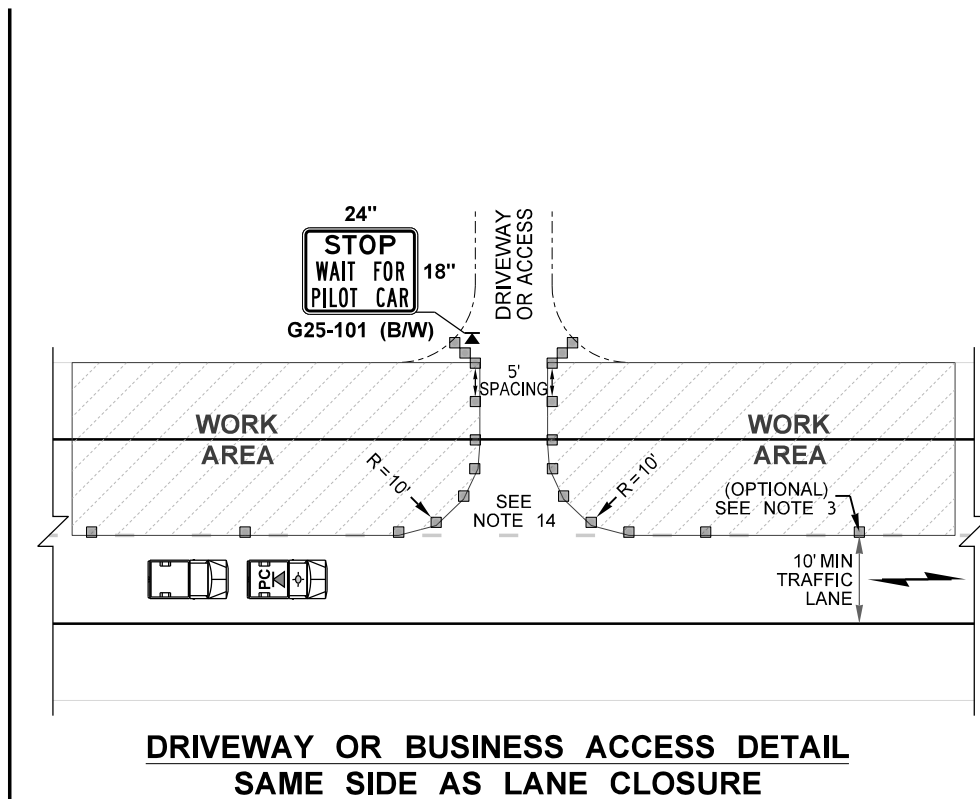 24"
STOP
WAIT FOR
PILOT CAR
18"
G25-101 (B/W)
DRIVEWAY
OR ACCESS
5'
SPACING
WORK
AREA
WORK
AREA
R=10'
R=10'
SEE
NOTE 14
(OPTIONAL)
SEE NOTE 3
PC
10' MIN
TRAFFIC
LANE
DRIVEWAY OR BUSINESS ACCESS DETAIL
SAME SIDE AS LANE CLOSURE